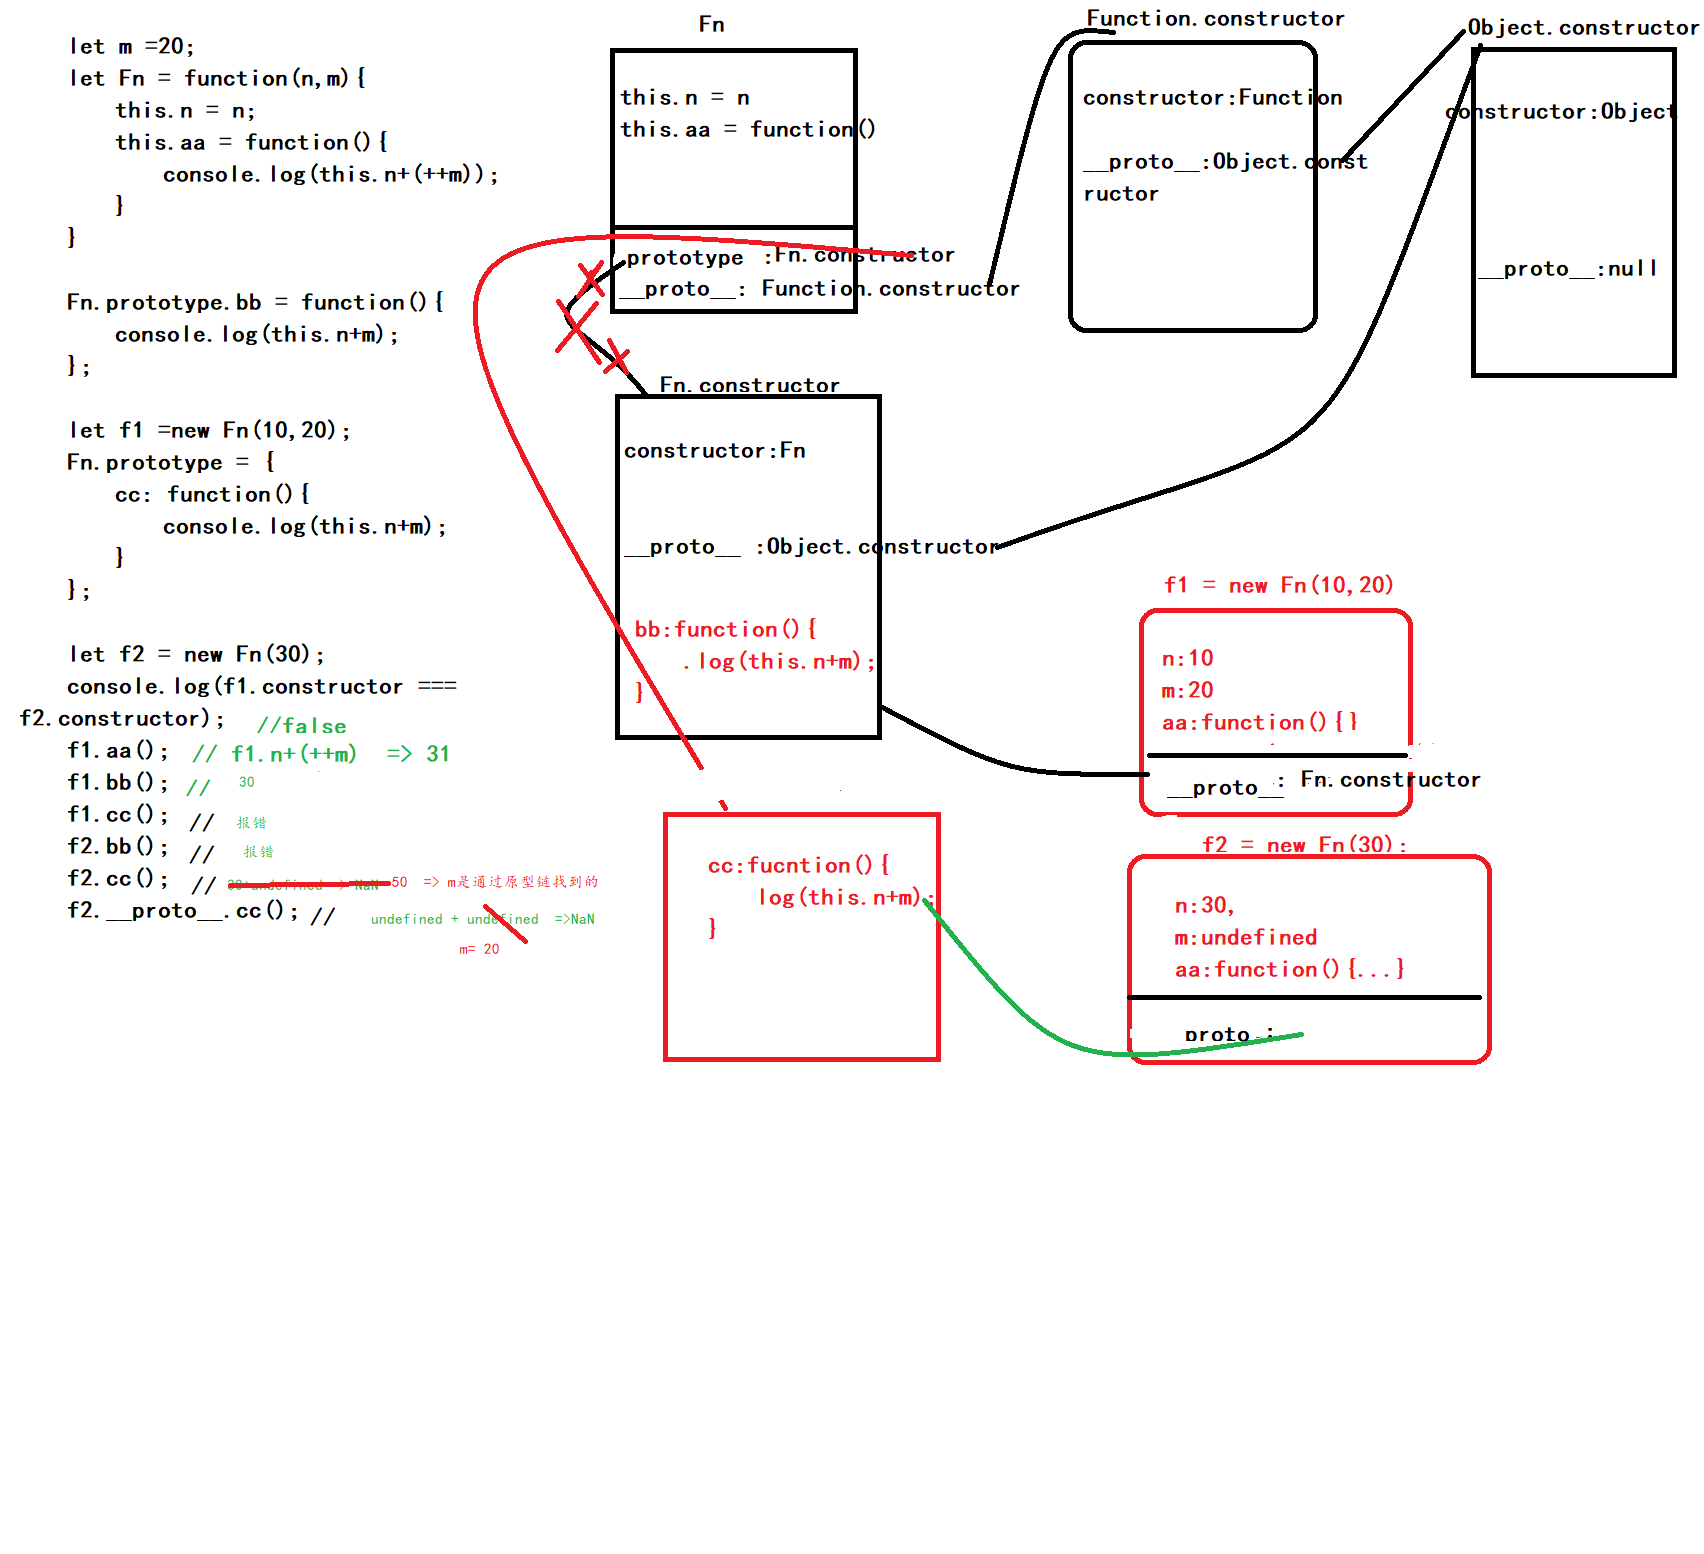 let m =20;
let Fn = function(n,m){
this.n = n;
this.aa = function(){
console.log(this.n+(++m));
}
}
Fn.prototype.bb = function(){
console.log(this.n+m);
};
let f1 =new Fn(10,20);
Fn.prototype = {
cc: function(){
console.log(this.n+m);
}
};
let f2 = new Fn(30);
console.log(f1.constructor ===
f2.constructor); //false
f1.aa(); // f1.n+(++m) => 31
f1.bb(); // 30
f1.cc(); // 报错
f2.bb(); // 报错
f2.cc(); // 30+undefined => NaN 50 => m是通过原型链找到的
f2.__proto__.cc(); // undefined + undefined =>NaN
m= 20
Fn
this.n = n
this.aa = function()
prototype :Fn.constructor
__proto__: Function.constructor
Fn.constructor
constructor:Fn
__proto__ :Object.constructor
bb:function(){
.log(this.n+m);
}
cc:fucntion(){
log(this.n+m);
}
Function.constructor
constructor:Function
__proto__:Object.const
ructor
Object.constructor
constructor:Object
__proto__:null
f1 = new Fn(10,20)
n:10
m:20
aa:function(){}
__proto__: Fn.constructor
f2 = new Fn(30);
n:30,
m:undefined
aa:function(){...}
proto :